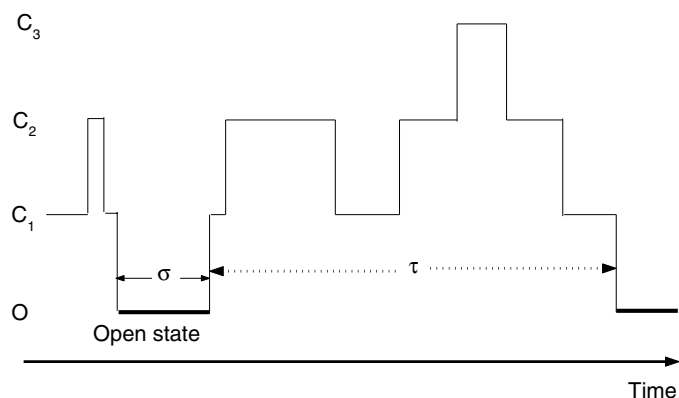 C₃
C₂
C₁
σ
τ
O
Open state
Time